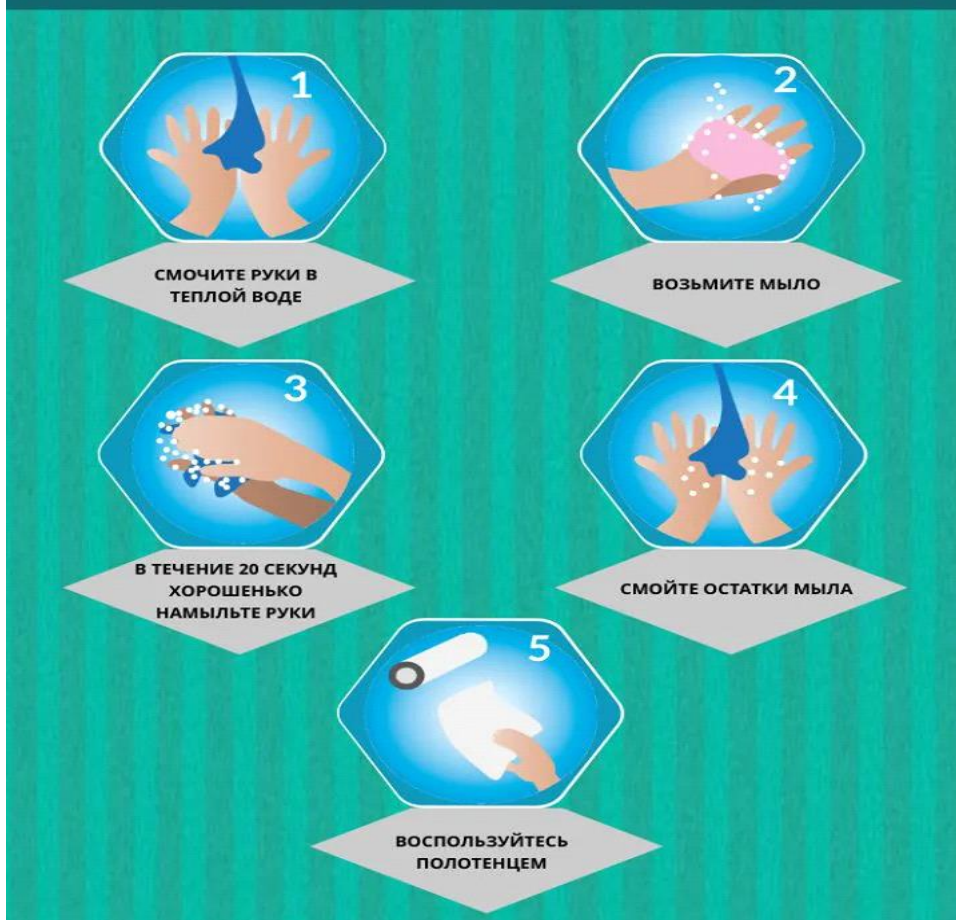 1
СМОЧИТЕ РУКИ В
ТЕПЛОЙ ВОДЕ
2
ВОЗЬМИТЕ МЫЛО
3
В ТЕЧЕНИЕ 20 СЕКУНД
ХОРОШЕНЬКО
НАМЫЛЬТЕ РУКИ
4
СМОЙТЕ ОСТАТКИ МЫЛА
5
ВОСПОЛЬЗУЙТЕСЬ
ПОЛОТЕНЦЕМ